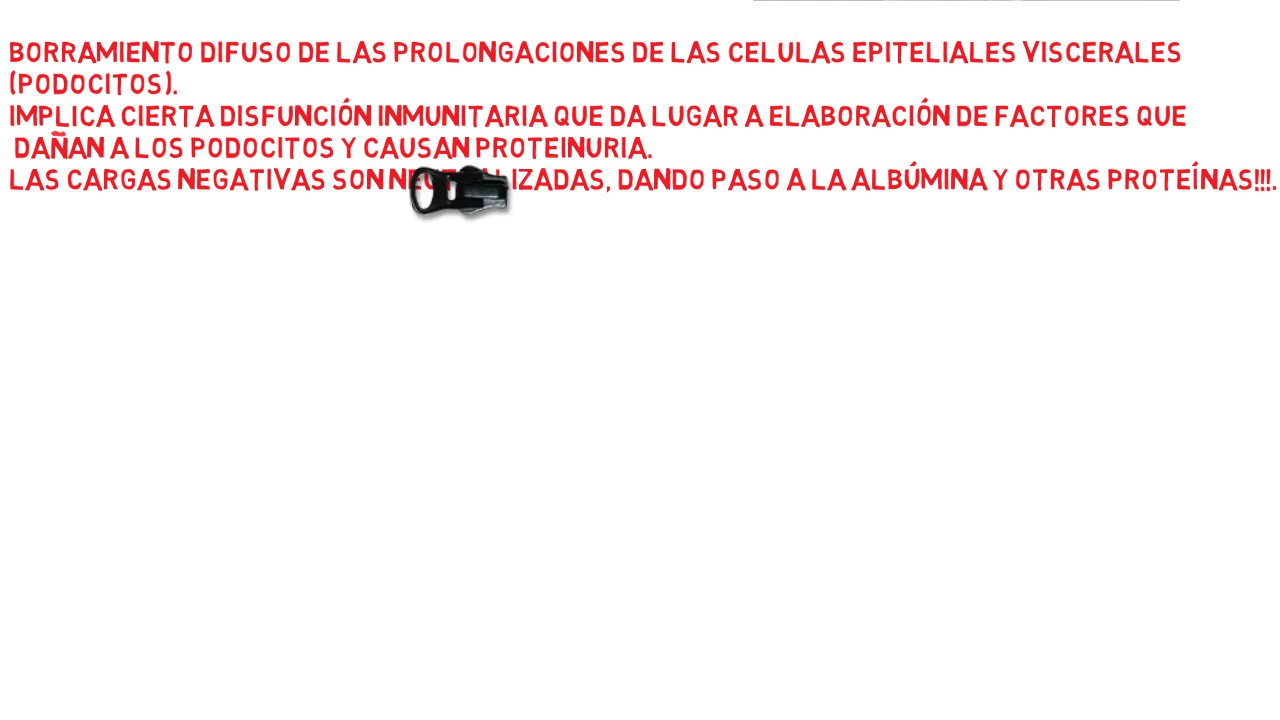 BORRAMIENTO DIFUSO DE LAS PROLONGACIONES DE LAS CELULAS EPITELIALES VISCERALES
(PODOCITOS).
IMPLICA CIERTA DISFUNCIÓN INMUNITARIA QUE DA LUGAR A ELABORACIÓN DE FACTORES QUE
DAÑAN A LOS PODOCITOS Y CAUSAN PROTEINURIA.
LAS CARGAS NEGATIVAS SON NEUTRALIZADAS, DANDO PASO A LA ALBÚMINA Y OTRAS PROTEÍNAS!!!.